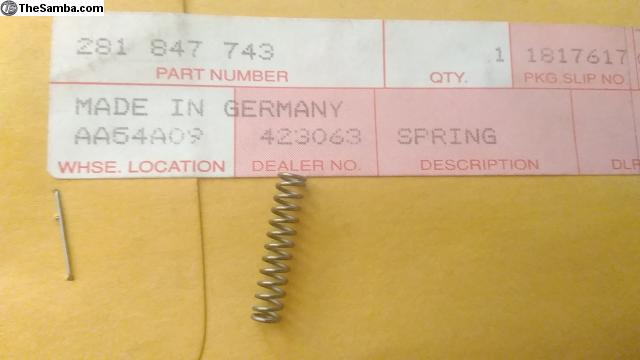 TheSamba.com
281 847 743 1 1817617
PART NUMBER QTY. PKG SLIP NO
MADE IN GERMANY
AA54A09 423063 SPRING
WHSE. LOCATION DEALER NO. DESCRIPTION DLR